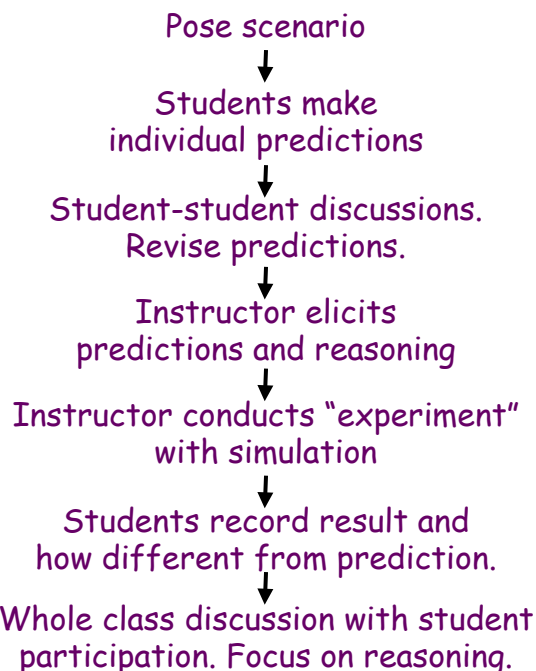 Pose scenario
Students make
individual predictions
Student-student discussions.
Revise predictions.
Instructor elicits
predictions and reasoning
Instructor conducts “experiment”
with simulation
Students record result and
how different from prediction.
Whole class discussion with student
participation. Focus on reasoning.